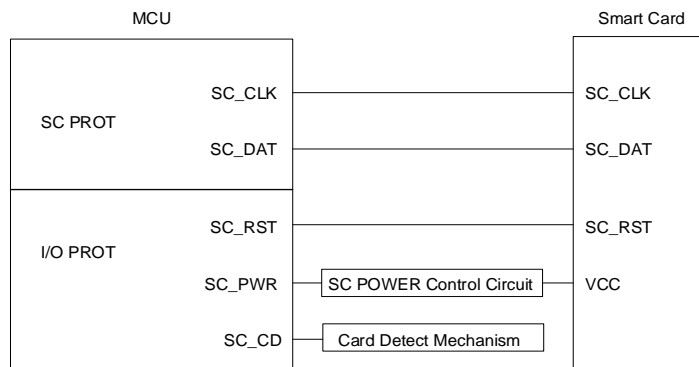 MCU Smart Card
SC_CLK SC_CLK
SC PROT
SC_DAT SC_DAT
SC_RST SC_RST
I/O PROT
SC_PWR SC POWER Control Circuit VCC
SC_CD Card Detect Mechanism